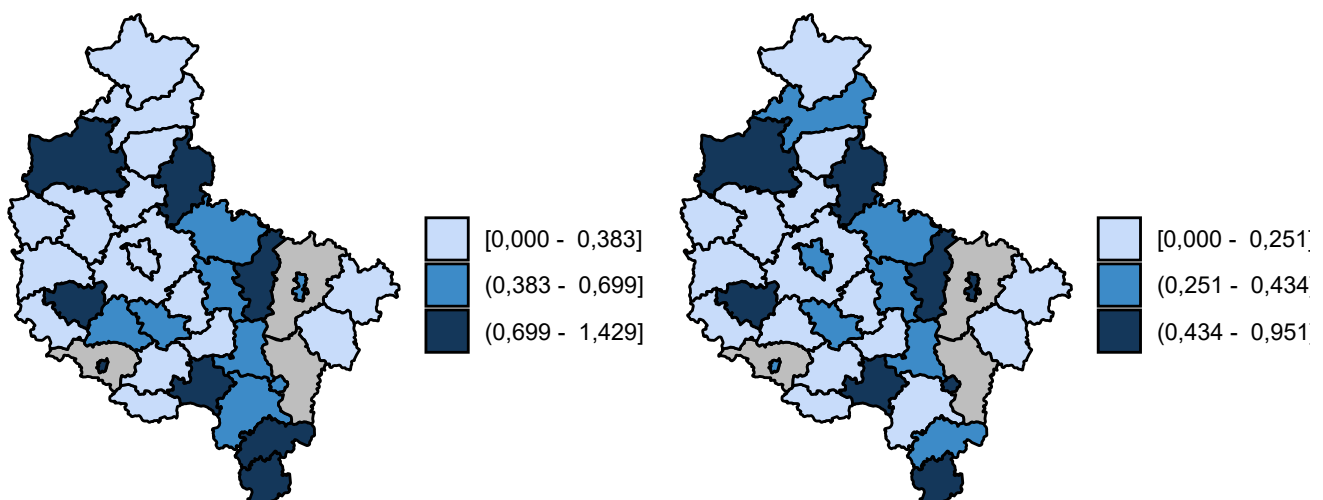 [0,000 - 0,383]
(0,383 - 0,699]
(0,699 - 1,429]
[0,000 - 0,251]
(0,251 - 0,434]
(0,434 - 0,951]